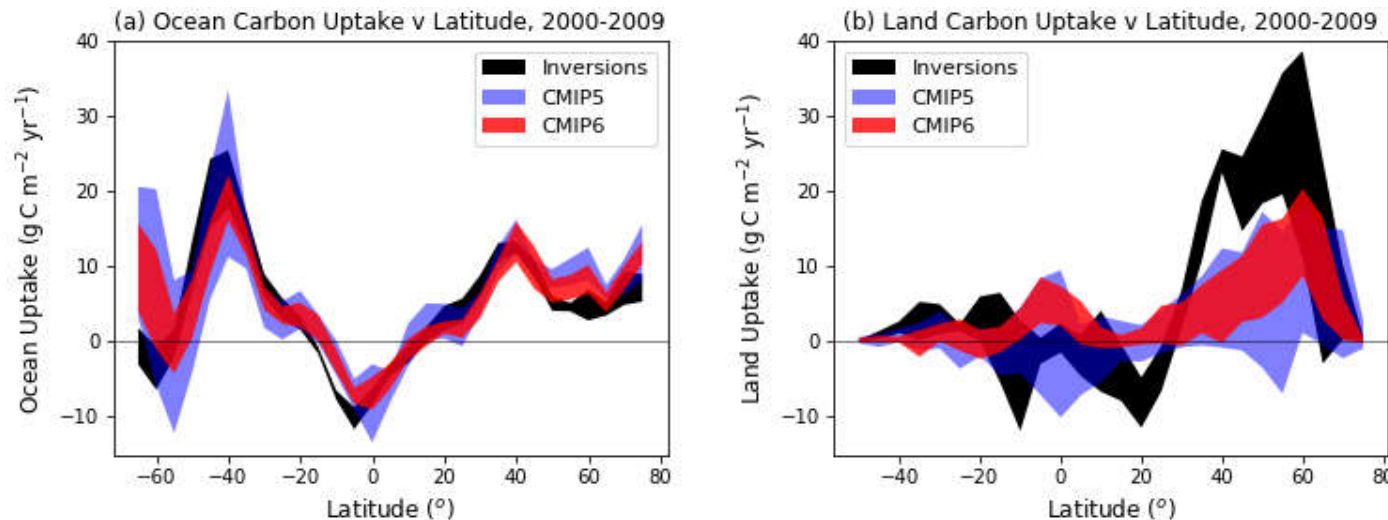 (a) Ocean Carbon Uptake v Latitude, 2000-2009
40
30
20
10
0
−10
Ocean Uptake (g C m⁻² yr⁻¹)
Inversions
CMIP5
CMIP6
−60 −40 −20 0 20 40 60 80
Latitude (°)
(b) Land Carbon Uptake v Latitude, 2000-2009
40
30
20
10
0
−10
Land Uptake (g C m⁻² yr⁻¹)
Inversions
CMIP5
CMIP6
−40 −20 0 20 40 60 80
Latitude (°)